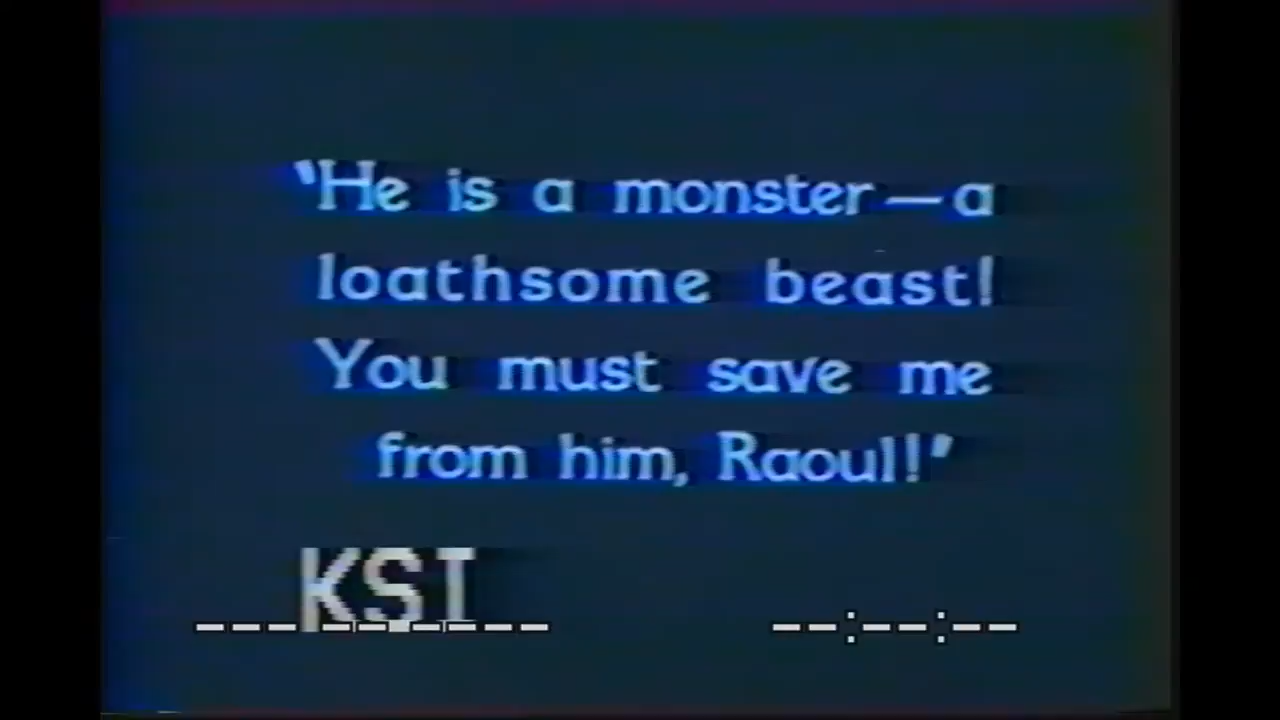 "He is a monster—a
loathsome beast!
You must save me
from him, Raoul!"
KSI
--- ------- --:--:--